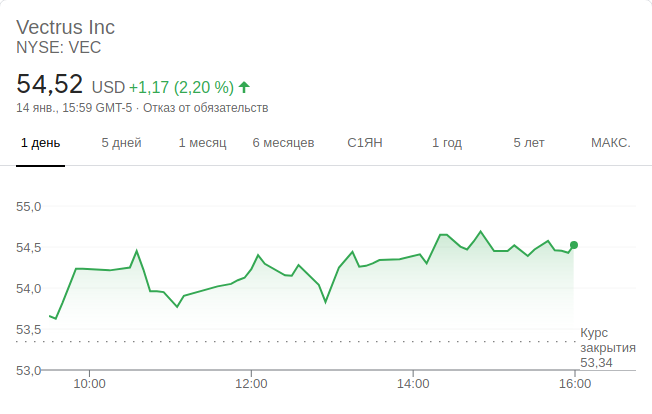 Vectrus Inc
NYSE: VEC
54,52 USD +1,17 (2,20 %)
14 янв., 15:59 GMT-5 · Отказ от обязательств
1 день 5 дней 1 месяц 6 месяцев С1ЯН 1 год 5 лет МАКС.
55,0
54,5
54,0
53,5
Курс
закрытия
53,34
53,0
10:00 12:00 14:00 16:00